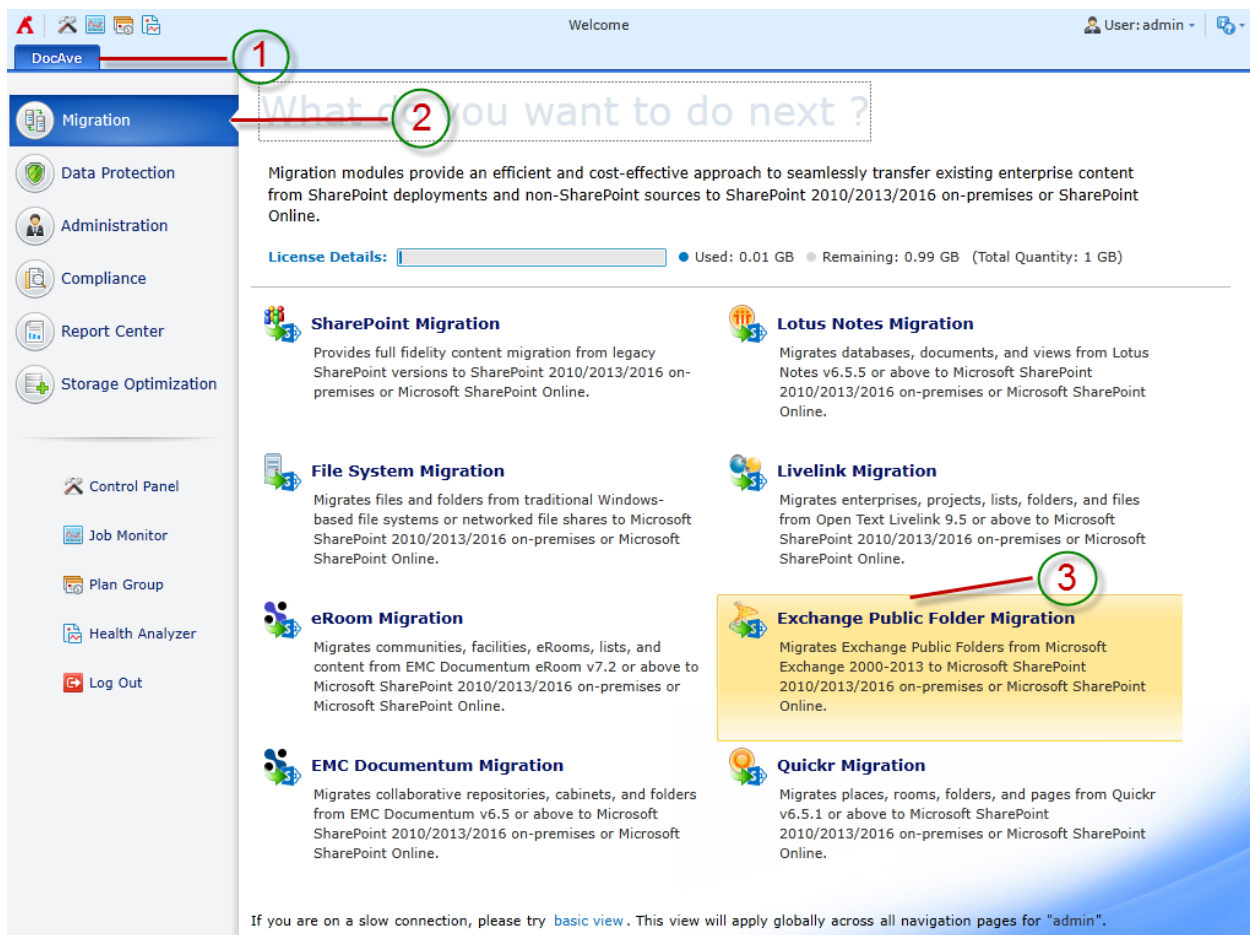 Welcome
User: admin
DocAve
1
Migration
What do you want to do next ?
2
Data Protection
Administration
Compliance
Report Center
Storage Optimization
Control Panel
Job Monitor
Plan Group
Health Analyzer
Log Out
Migration modules provide an efficient and cost-effective approach to seamlessly transfer existing enterprise content
from SharePoint deployments and non-SharePoint sources to SharePoint 2010/2013/2016 on-premises or SharePoint
Online.
License Details: Used: 0.01 GB Remaining: 0.99 GB (Total Quantity: 1 GB)
SharePoint Migration
Provides full fidelity content migration from legacy
SharePoint versions to SharePoint 2010/2013/2016 on-
premises or Microsoft SharePoint Online.
Lotus Notes Migration
Migrates databases, documents, and views from Lotus
Notes v6.5.5 or above to Microsoft SharePoint
2010/2013/2016 on-premises or Microsoft SharePoint
Online.
File System Migration
Migrates files and folders from traditional Windows-
based file systems or networked file shares to Microsoft
SharePoint 2010/2013/2016 on-premises or Microsoft
SharePoint Online.
Livelink Migration
Migrates enterprises, projects, lists, folders, and files
from Open Text Livelink 9.5 or above to Microsoft
SharePoint 2010/2013/2016 on-premises or Microsoft
SharePoint Online.
3
eRoom Migration
Migrates communities, facilities, eRooms, lists, and
content from EMC Documentum eRoom v7.2 or above to
Microsoft SharePoint 2010/2013/2016 on-premises or
Microsoft SharePoint Online.
Exchange Public Folder Migration
Migrates Exchange Public Folders from Microsoft
Exchange 2000-2013 to Microsoft SharePoint
2010/2013/2016 on-premises or Microsoft SharePoint
Online.
EMC Documentum Migration
Migrates collaborative repositories, cabinets, and folders
from EMC Documentum v6.5 or above to Microsoft
SharePoint 2010/2013/2016 on-premises or Microsoft
SharePoint Online.
Quickr Migration
Migrates places, rooms, folders, and pages from Quickr
v6.5.1 or above to Microsoft SharePoint
2010/2013/2016 on-premises or Microsoft SharePoint
Online.
If you are on a slow connection, please try basic view. This view will apply globally across all navigation pages for "admin".